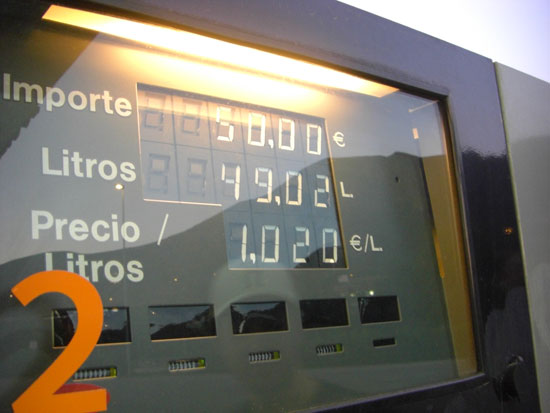 Importe 50,00 €
Litros 49,02 L
Precio / 1,020 €/L
Litros
2